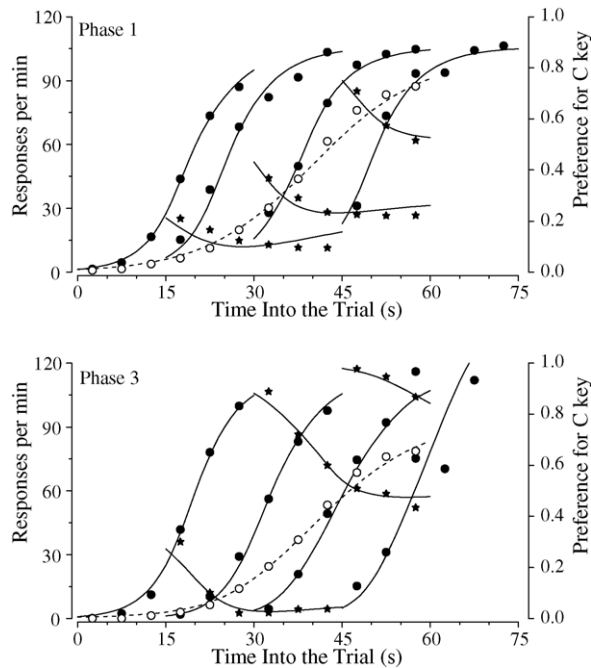 Phase 1
120
90
60
30
0
Responses per min
1.0
0.8
0.6
0.4
0.2
0.0
Preference for C key
0 15 30 45 60 75
Time Into the Trial (s)
Phase 3
120
90
60
30
0
Responses per min
1.0
0.8
0.6
0.4
0.2
0.0
Preference for C key
0 15 30 45 60 75
Time Into the Trial (s)